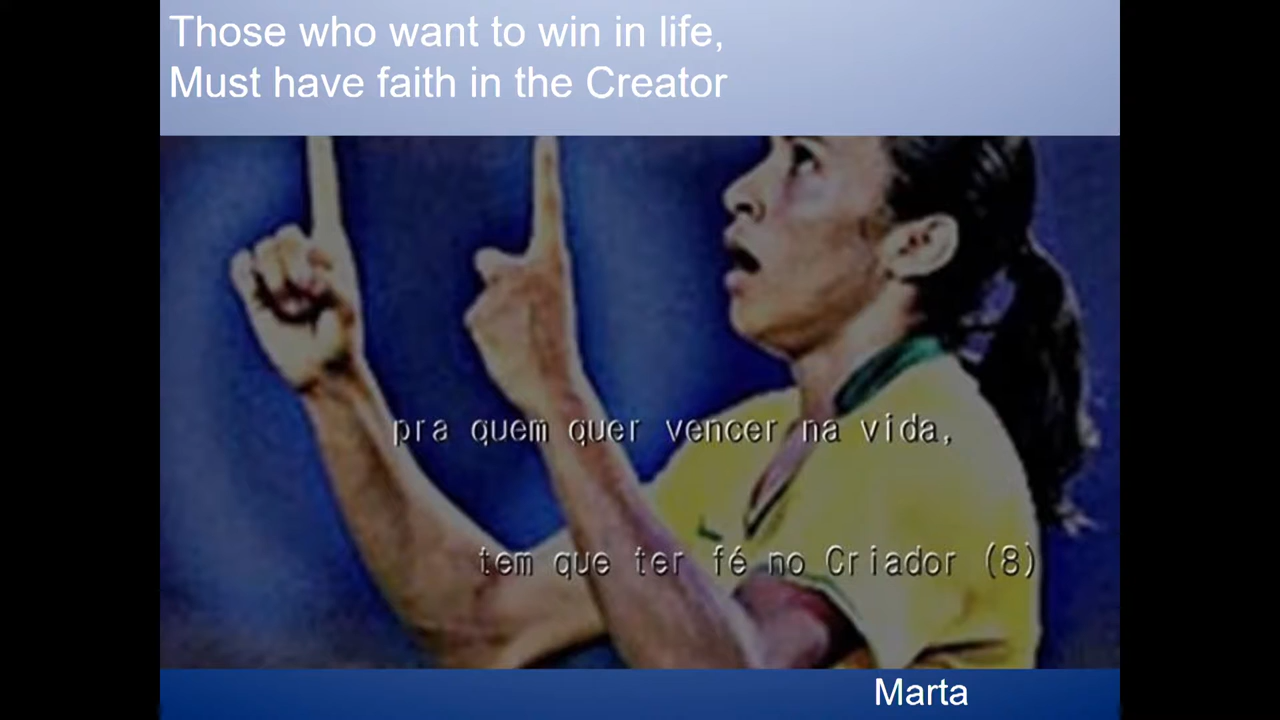 Those who want to win in life,
Must have faith in the Creator
pra quem quer vencer na vida,
tem que ter fé no Criador (8)
Marta